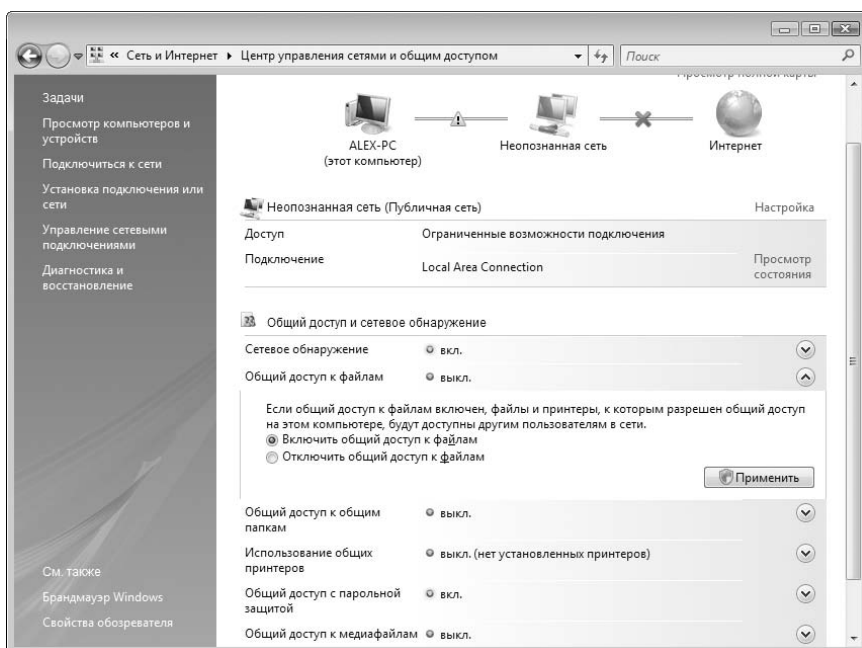 « Сеть и Интернет ▸ Центр управления сетями и общим доступом
Поиск
Просмотр полной карты
Задачи
Просмотр компьютеров и
устройств
Подключиться к сети
Установка подключения или
сети
Управление сетевыми
подключениями
Диагностика и
восстановление
ALEX-PC
(этот компьютер)
Неопознанная сеть
Интернет
Неопознанная сеть (Публичная сеть)
Настройка
Доступ
Ограниченные возможности подключения
Подключение
Local Area Connection
Просмотр
состояния
Общий доступ и сетевое обнаружение
Сетевое обнаружение
вкл.
Общий доступ к файлам
выкл.
Если общий доступ к файлам включен, файлы и принтеры, к которым разрешен общий доступ
на этом компьютере, будут доступны другим пользователям в сети.
Включить общий доступ к файлам
Отключить общий доступ к файлам
Применить
Общий доступ к общим
папкам
выкл.
Использование общих
принтеров
выкл. (нет установленных принтеров)
Общий доступ с парольной
защитой
вкл.
Общий доступ к медиафайлам
выкл.
См. также
Брандмауэр Windows
Свойства обозревателя